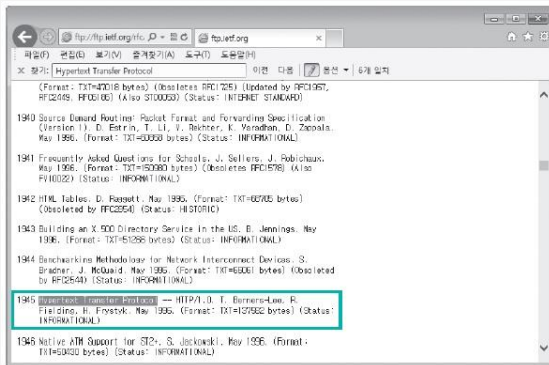 ftp://ftp.ietf.org/rfc
ftp.ietf.org
파일(F) 편집(E) 보기(V) 즐겨찾기(A) 도구(T) 도움말(H)
찾기: Hypertext Transfer Protocol 이전 다음 옵션 6개 일치
(Format: TXT=47018 bytes) (Obsoletes RFC1725) (Updated by RFC1957,
RFC2449, RFC6186) (Also STD0053) (Status: INTERNET STANDARD)
1940 Source Demand Routing: Packet Format and Forwarding Specification
(Version 1). D. Estrin, T. Li, Y. Rekhter, K. Varadhan, D. Zappala.
May 1996. (Format: TXT= bytes) (Status: INFORMATIONAL)
1941 Frequently Asked Questions for Schools. J. Sellers, J. Robichaux.
May 1996. (Format: TXT=150980 bytes) (Obsoletes RFC1578) (Also
FYI0022) (Status: INFORMATIONAL)
1942 HTML Tables. D. Raggett. May 1996. (Format: TXT=68705 bytes)
(Obsoleted by RFC2854) (Status: HISTORIC)
1943 Building an X.500 Directory Service in the US. B. Jennings. May
1996. (Format: TXT=51266 bytes) (Status: INFORMATIONAL)
1944 Benchmarking Methodology for Network Interconnect Devices. S.
Bradner, J. McQuaid. May 1996. (Format: TXT=66061 bytes) (Obsoleted
by RFC2544) (Status: INFORMATIONAL)
1945 Hypertext Transfer Protocol -- HTTP/1.0. T. Berners-Lee, R.
Fielding, H. Frystyk. May 1996. (Format: TXT=137582 bytes) (Status:
INFORMATIONAL)
1946 Native ATM Support for ST2+. S. Jackowski. May 1996. (Format:
TXT=50430 bytes) (Status: INFORMATIONAL)